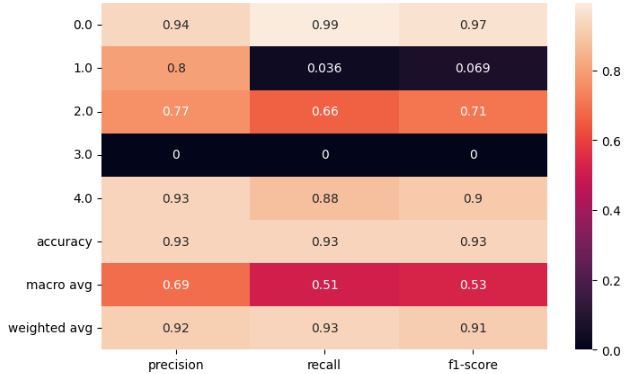 0.0 0.94 0.99 0.97
1.0 0.8 0.036 0.069 0.8
2.0 0.77 0.66 0.71
3.0 0 0 0 0.6
4.0 0.93 0.88 0.9 0.4
accuracy 0.93 0.93 0.93
macro avg 0.69 0.51 0.53 0.2
weighted avg 0.92 0.93 0.91
0.0
precision recall f1-score